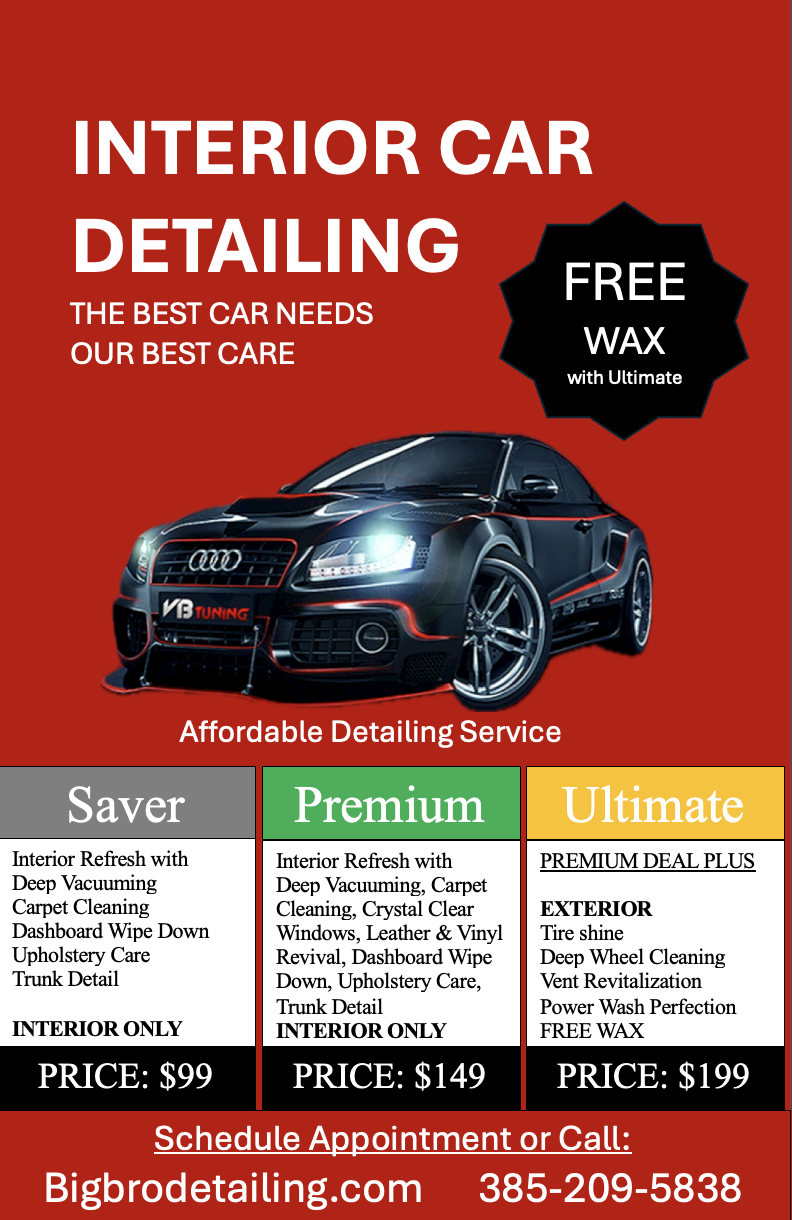 INTERIOR CAR
DETAILING
THE BEST CAR NEEDS
OUR BEST CARE
FREE
WAX
with Ultimate
VB TUNING
Affordable Detailing Service
Saver
Interior Refresh with
Deep Vacuuming
Carpet Cleaning
Dashboard Wipe Down
Upholstery Care
Trunk Detail
INTERIOR ONLY
PRICE: $99
Premium
Interior Refresh with
Deep Vacuuming, Carpet
Cleaning, Crystal Clear
Windows, Leather & Vinyl
Revival, Dashboard Wipe
Down, Upholstery Care,
Trunk Detail
INTERIOR ONLY
PRICE: $149
Ultimate
PREMIUM DEAL PLUS
EXTERIOR
Tire shine
Deep Wheel Cleaning
Vent Revitalization
Power Wash Perfection
FREE WAX
PRICE: $199
Schedule Appointment or Call:
Bigbrodetailing.com 385-209-5838